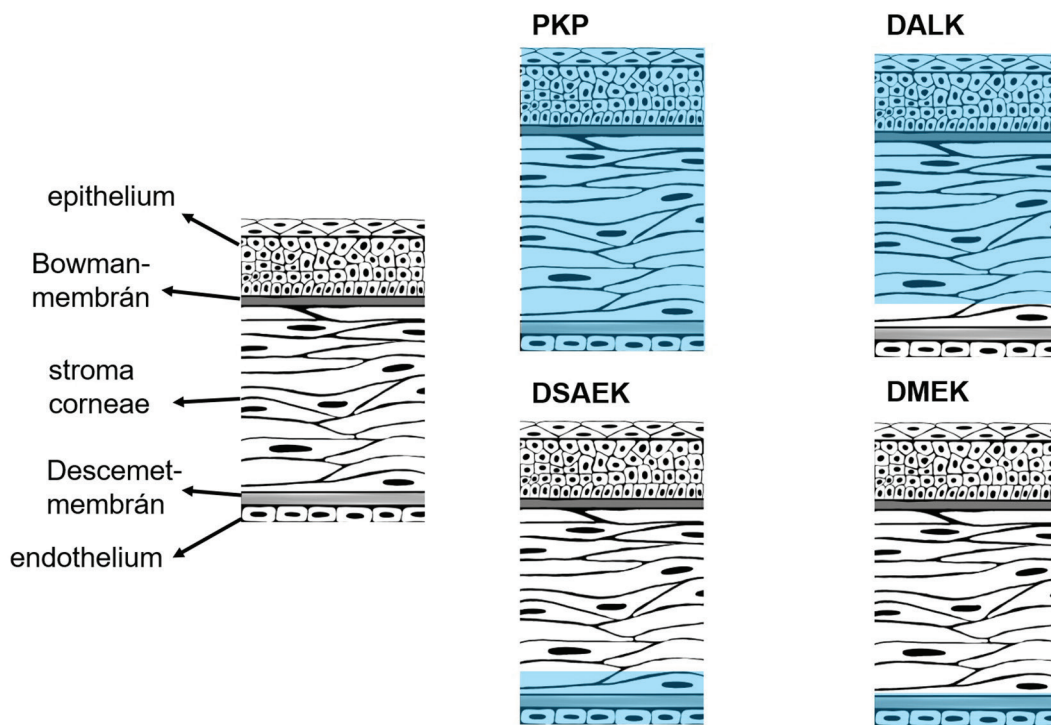 PKP
DALK
epithelium
Bowman-
membrán
stroma
corneae
Descemet-
membrán
endothelium
DSAEK
DMEK